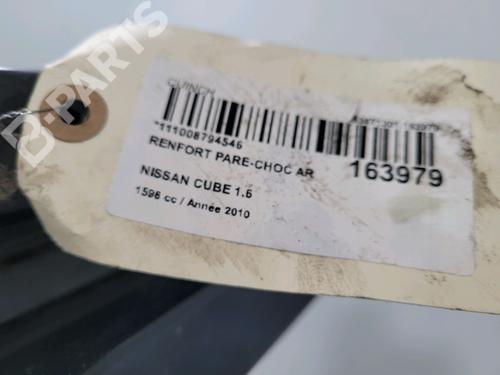 B-PARTS
*111008794546
RENFORT PARE-CHOC AR
163979
NISSAN CUBE 1.6
1598 cc / Année 2010